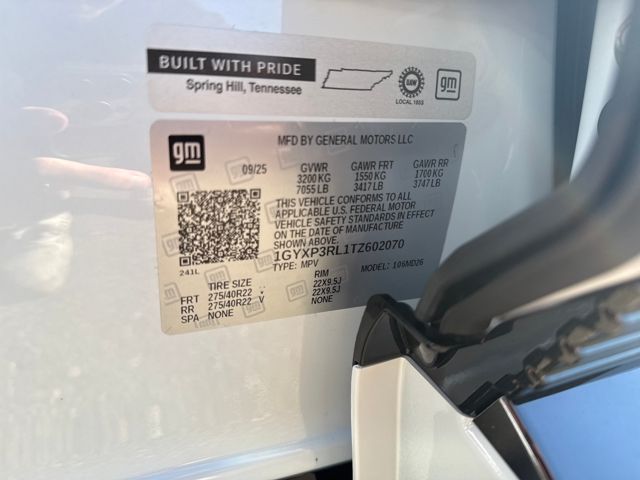 BUILT WITH PRIDE
Spring Hill, Tennessee
UAW
LOCAL 1853
gm
gm
MFD BY GENERAL MOTORS LLC
09/25 GVWR GAWR FRT GAWR RR
3200 KG 1550 KG 1700 KG
7055 LB 3417 LB 3747 LB
THIS VEHICLE CONFORMS TO ALL
APPLICABLE U.S. FEDERAL MOTOR
VEHICLE SAFETY STANDARDS IN EFFECT
ON THE DATE OF MANUFACTURE
SHOWN ABOVE.
1GYXP3RL1TZ602070
TYPE: MPV MODEL: 106MD26
241L
TIRE SIZE RIM
FRT 275/40R22 V 22X9.5J
RR 275/40R22 V 22X9.5J
SPA NONE NONE